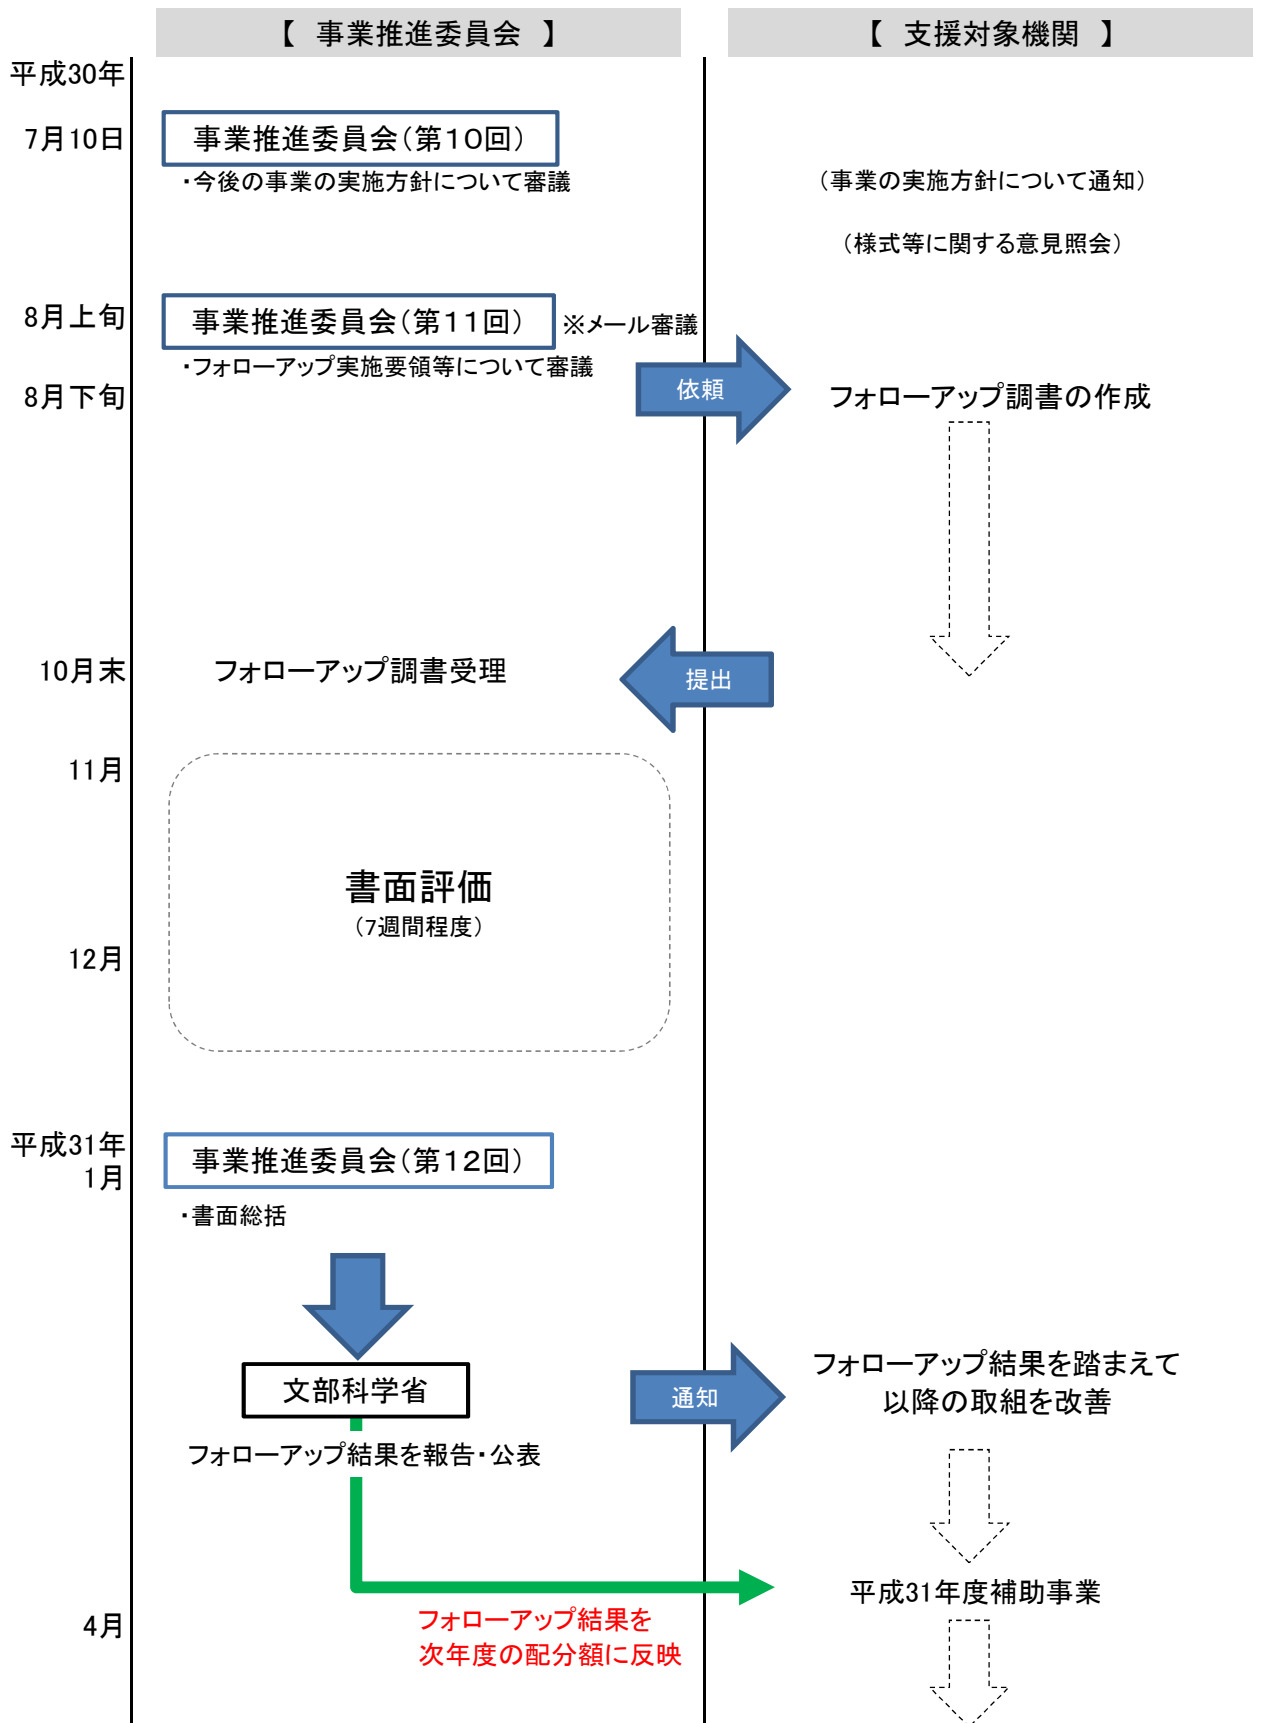 【 事業推進委員会 】
【 支援対象機関 】
平成30年
7月10日
事業推進委員会(第10回)
・今後の事業の実施方針について審議
(事業の実施方針について通知)
(様式等に関する意見照会)
8月上旬
事業推進委員会(第11回)
※メール審議
・フォローアップ実施要領等について審議
8月下旬
依頼
フォローアップ調書の作成
10月末
フォローアップ調書受理
提出
11月
書面評価
(7週間程度)
12月
平成31年
1月
事業推進委員会(第12回)
・書面総括
文部科学省
通知
フォローアップ結果を踏まえて
以降の取組を改善
フォローアップ結果を報告・公表
平成31年度補助事業
4月
フォローアップ結果を
次年度の配分額に反映